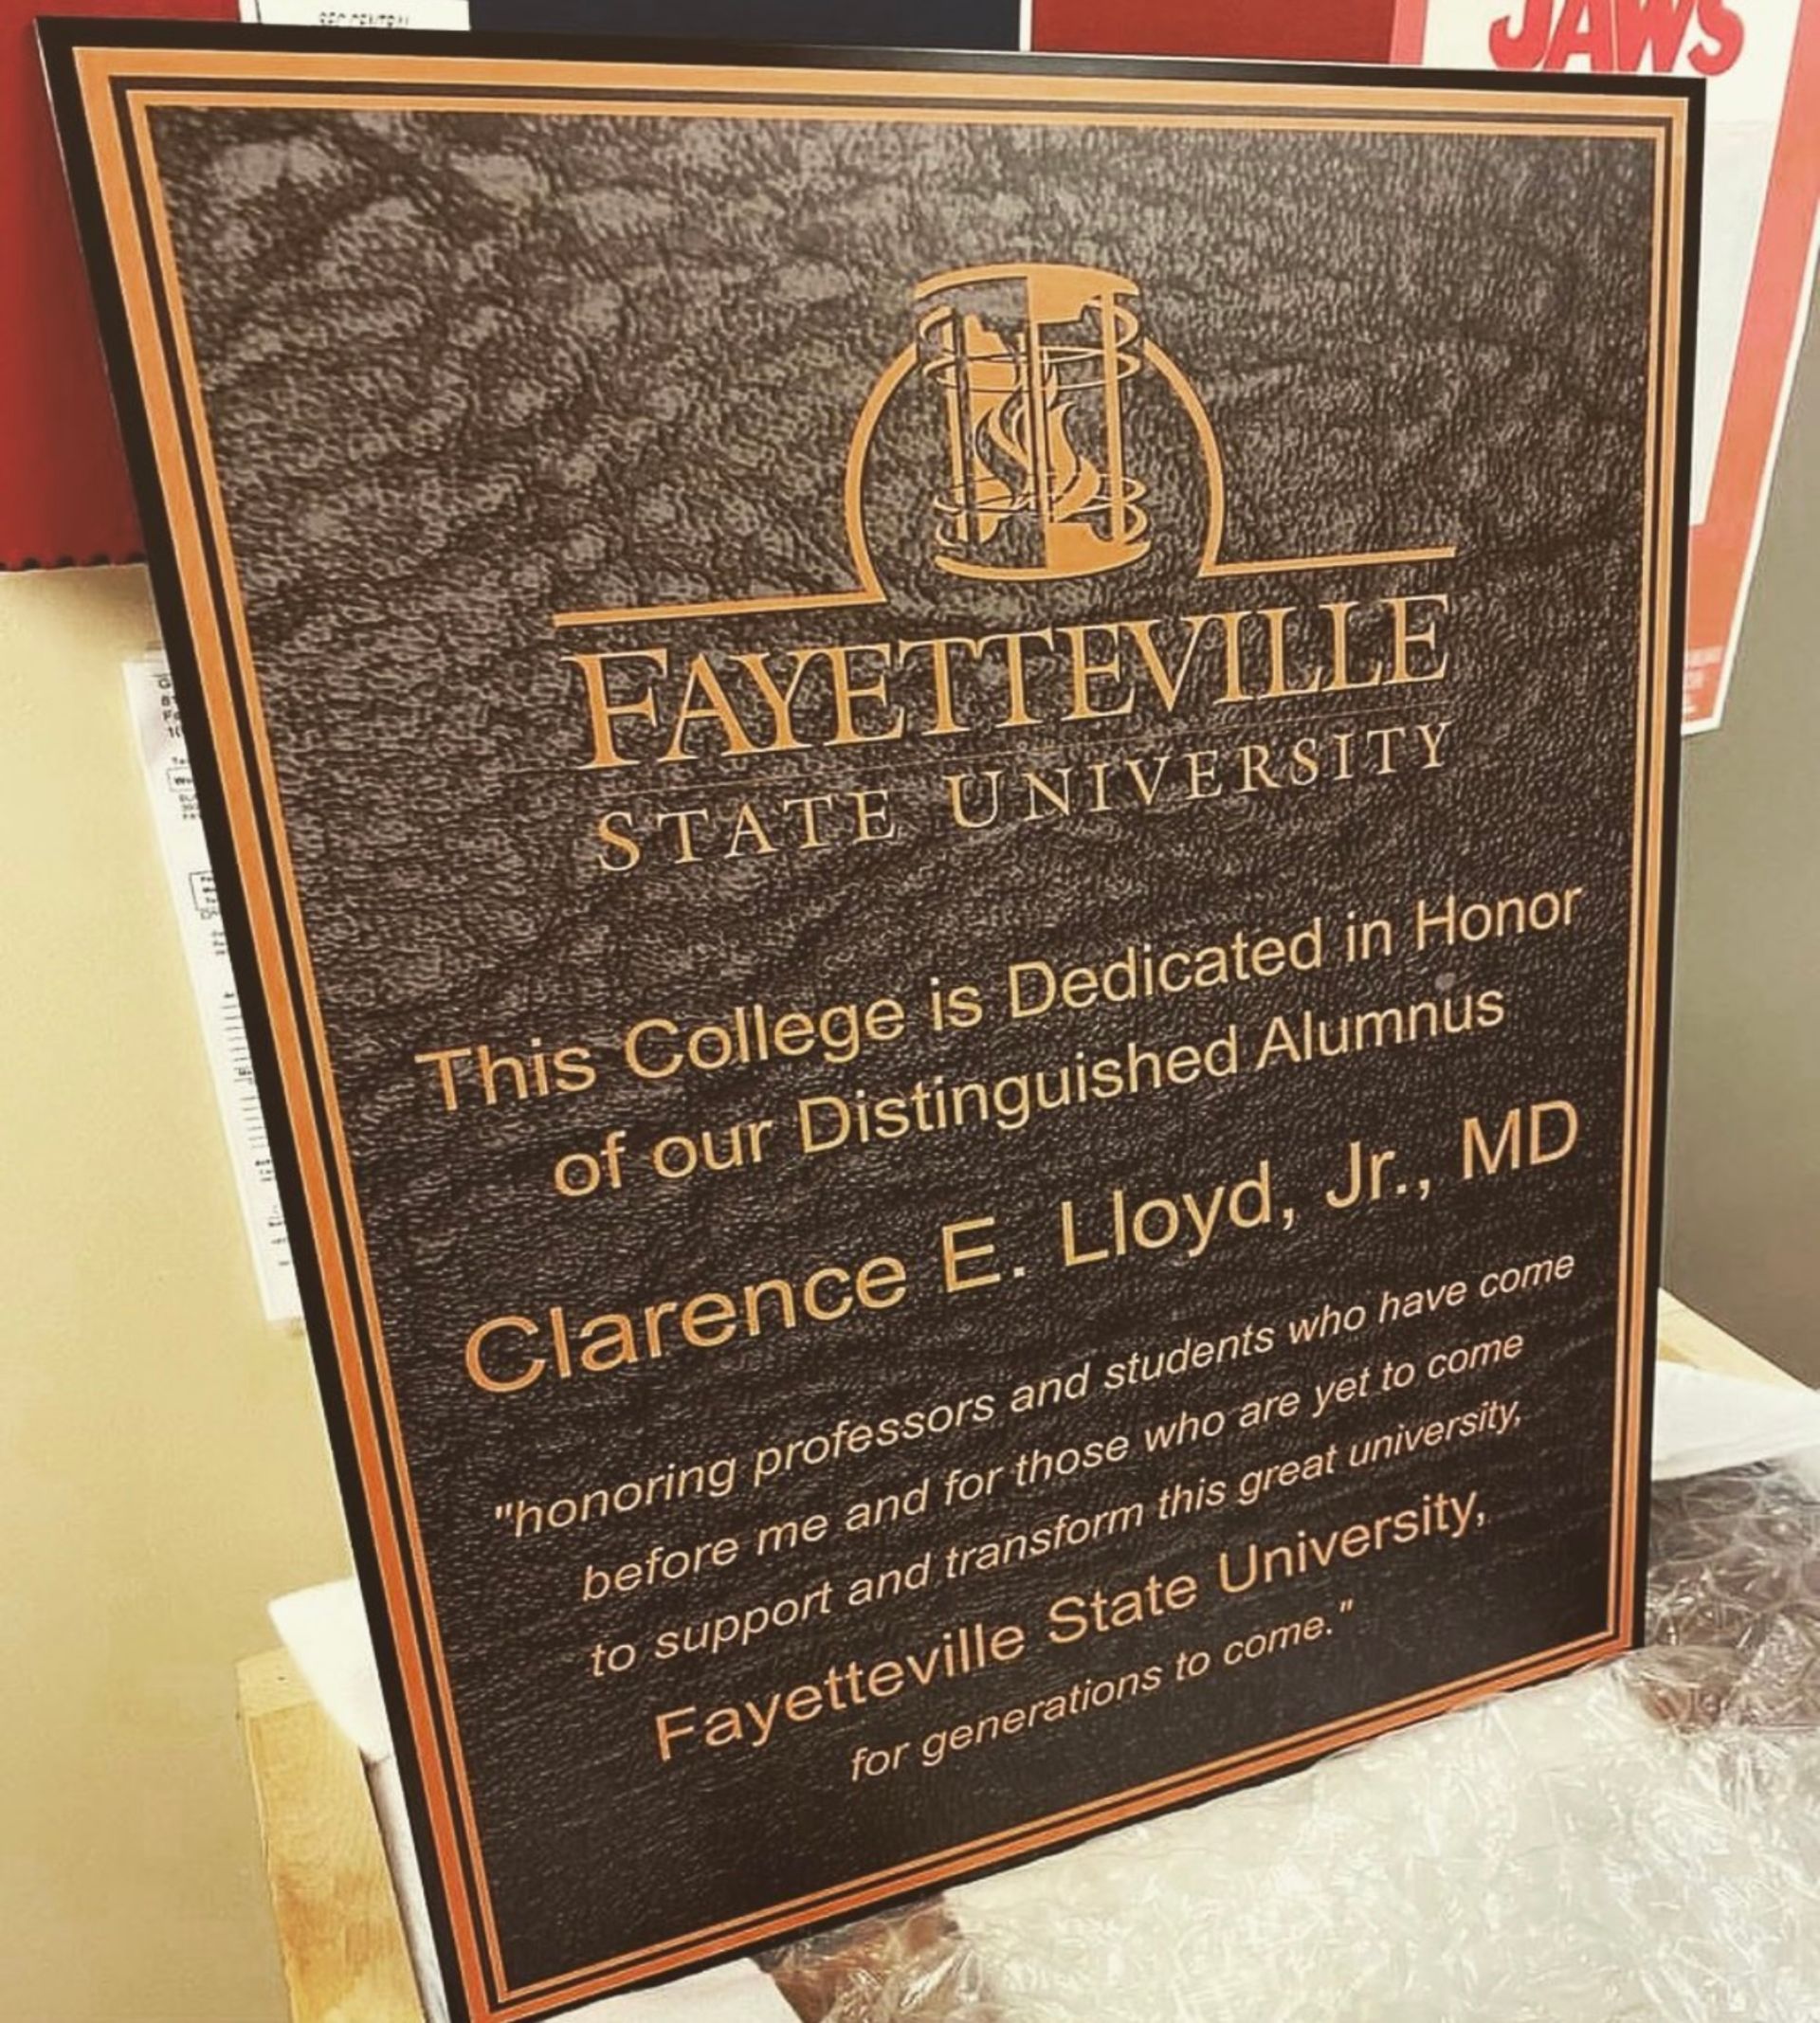 JAWS
FAYETTEVILLE
STATE UNIVERSITY
This College is Dedicated in Honor
of our Distinguished Alumnus
Clarence E. Lloyd, Jr., MD
"honoring professors and students who have come
before me and for those who are yet to come
to support and transform this great university,
Fayetteville State University,
for generations to come."